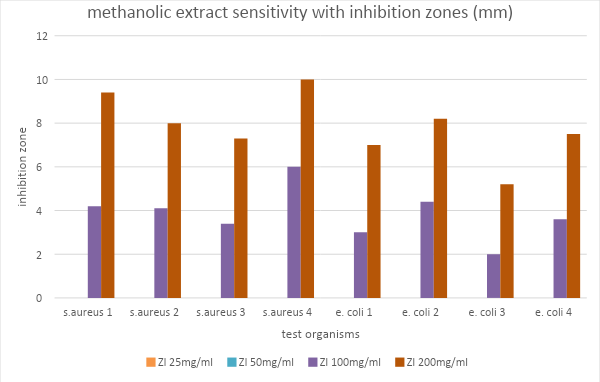 methanolic extract sensitivity with inhibition zones (mm)
12
10
8
6
4
2
0
inhibition zone
s.aureus 1 s.aureus 2 s.aureus 3 s.aureus 4 e. coli 1 e. coli 2 e. coli 3 e. coli 4
test organisms
ZI 25mg/ml ZI 50mg/ml ZI 100mg/ml ZI 200mg/ml